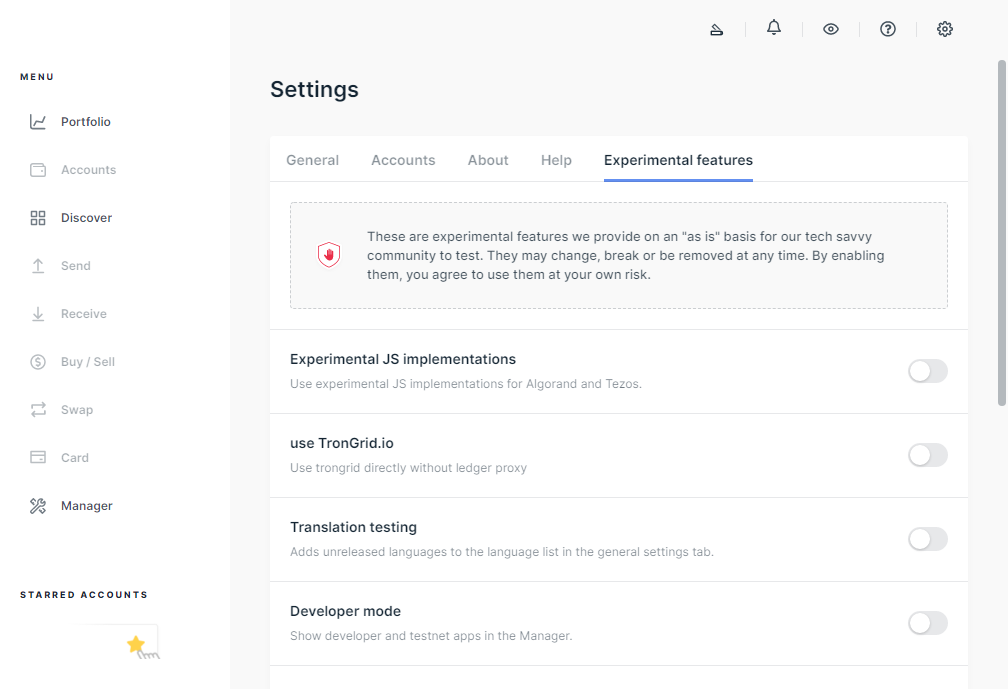 MENU
Portfolio
Accounts
Discover
Send
Receive
Buy / Sell
Swap
Card
Manager
STARRED ACCOUNTS
Settings
General
Accounts
About
Help
Experimental features
These are experimental features we provide on an "as is" basis for our tech savvy
community to test. They may change, break or be removed at any time. By enabling
them, you agree to use them at your own risk.
Experimental JS implementations
Use experimental JS implementations for Algorand and Tezos.
use TronGrid.io
Use trongrid directly without ledger proxy
Translation testing
Adds unreleased languages to the language list in the general settings tab.
Developer mode
Show developer and testnet apps in the Manager.